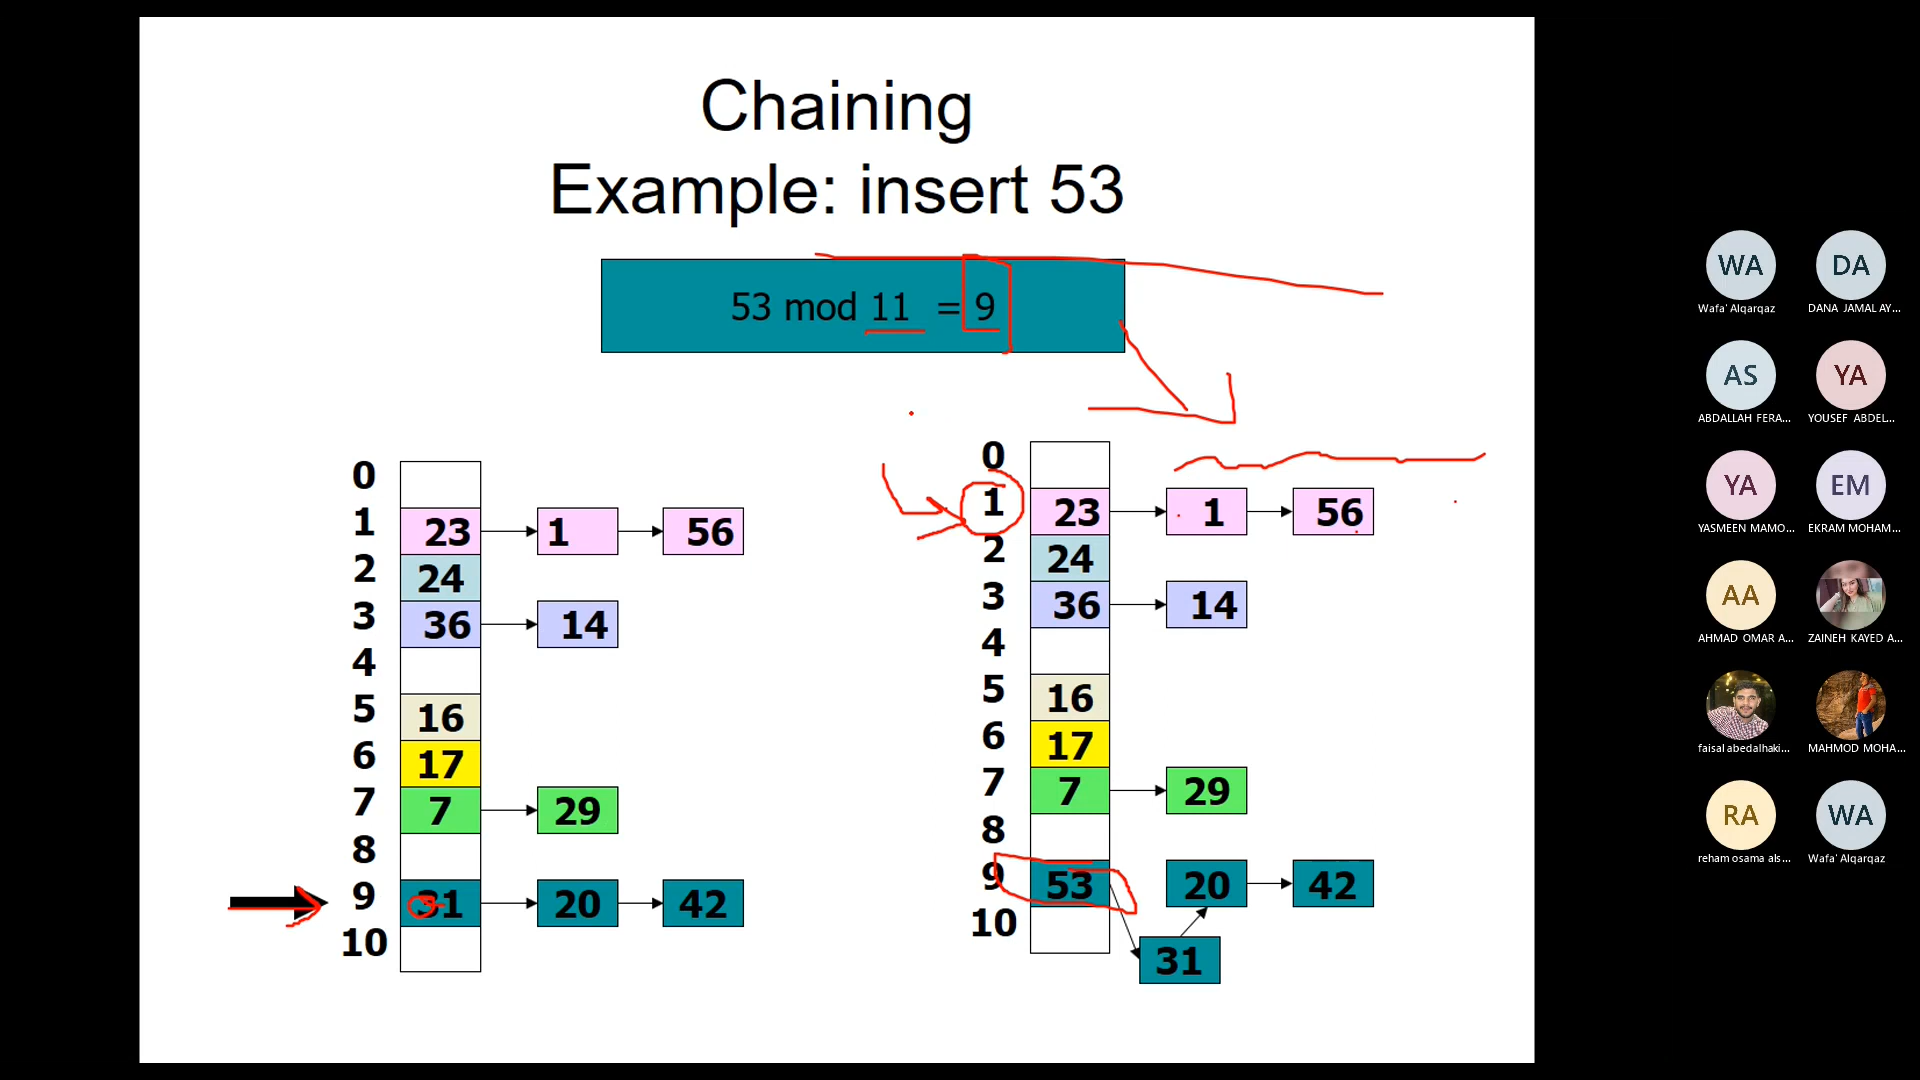 Chaining
Example: insert 53
53 mod 11 = 9
0
1 23 1 56
2 24
3 36 14
4
5 16
6 17
7 7 29
8
9 31 20 42
10
0
1 23 1 56
2 24
3 36 14
4
5 16
6 17
7 7 29
8
9 53 20 42
10
31
WA DA
Wafa' Alqarqaz DANA JAMAL AY...
AS YA
ABDALLAH FERA... YOUSEF ABDEL...
YA EM
YASMEEN MAMO... EKRAM MOHAM...
AA
AHMAD OMAR A... ZAINEH KAYED A...
faisal abedalhaki... MAHMOD MOHA...
RA WA
reham osama als... Wafa' Alqarqaz